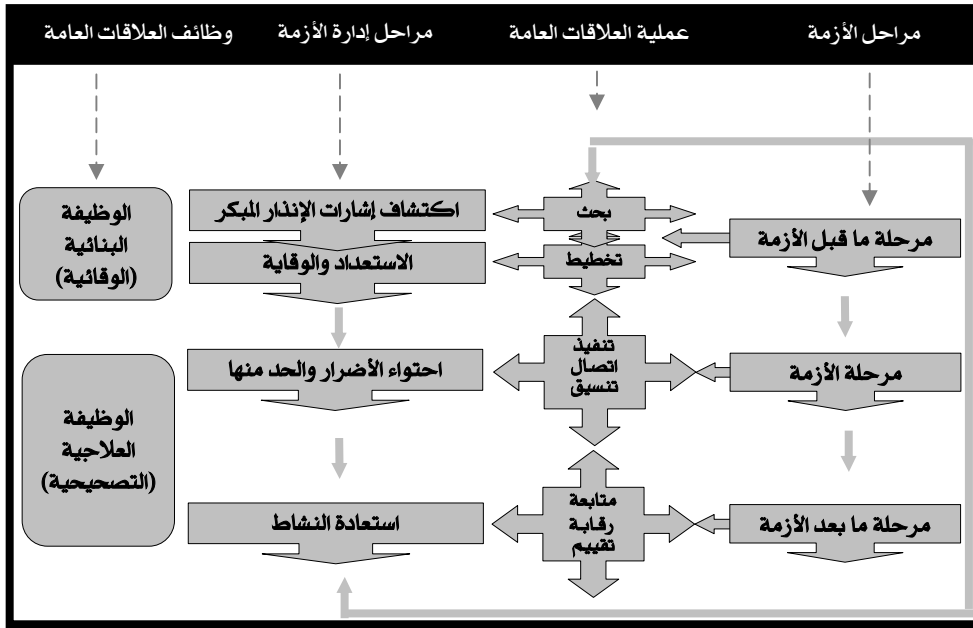 مراحل الأزمة
عملية العلاقات العامة
مراحل إدارة الأزمة
وظائف العلاقات العامة
مرحلة ما قبل الأزمة
مرحلة الأزمة
مرحلة ما بعد الأزمة
بحث
تخطيط
تنفيذ
اتصال
تنسيق
متابعة
رقابة
تقييم
اكتشاف إشارات الإنذار المبكر
الاستعداد والوقاية
احتواء الأضرار والحد منها
استعادة النشاط
الوظيفة
البنائية
(الوقائية)
الوظيفة
العلاجية
(التصحيحية)